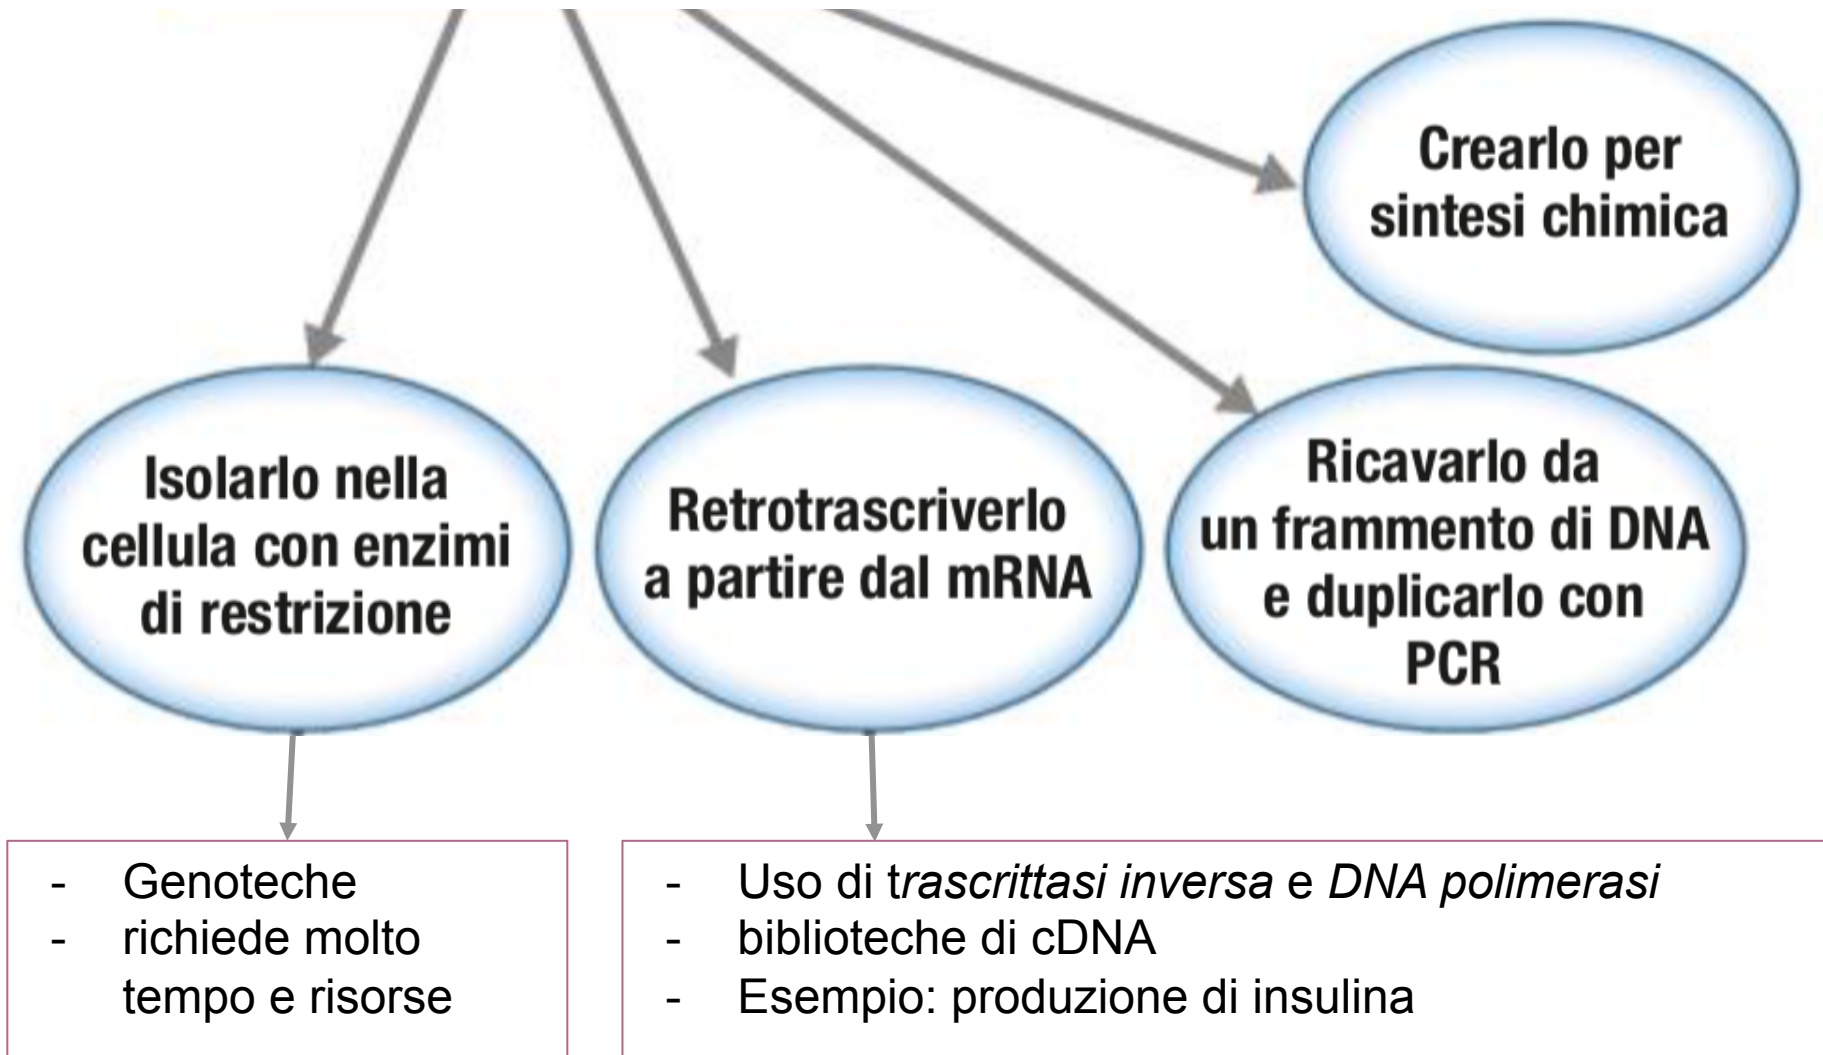 Crearlo per
sintesi chimica
Isolarlo nella
cellula con enzimi
di restrizione
Retrotrascriverlo
a partire dal mRNA
Ricavarlo da
un frammento di DNA
e duplicarlo con
PCR
- Genoteche
- richiede molto
tempo e risorse
- Uso di trascrittasi inversa e DNA polimerasi
- biblioteche di cDNA
- Esempio: produzione di insulina